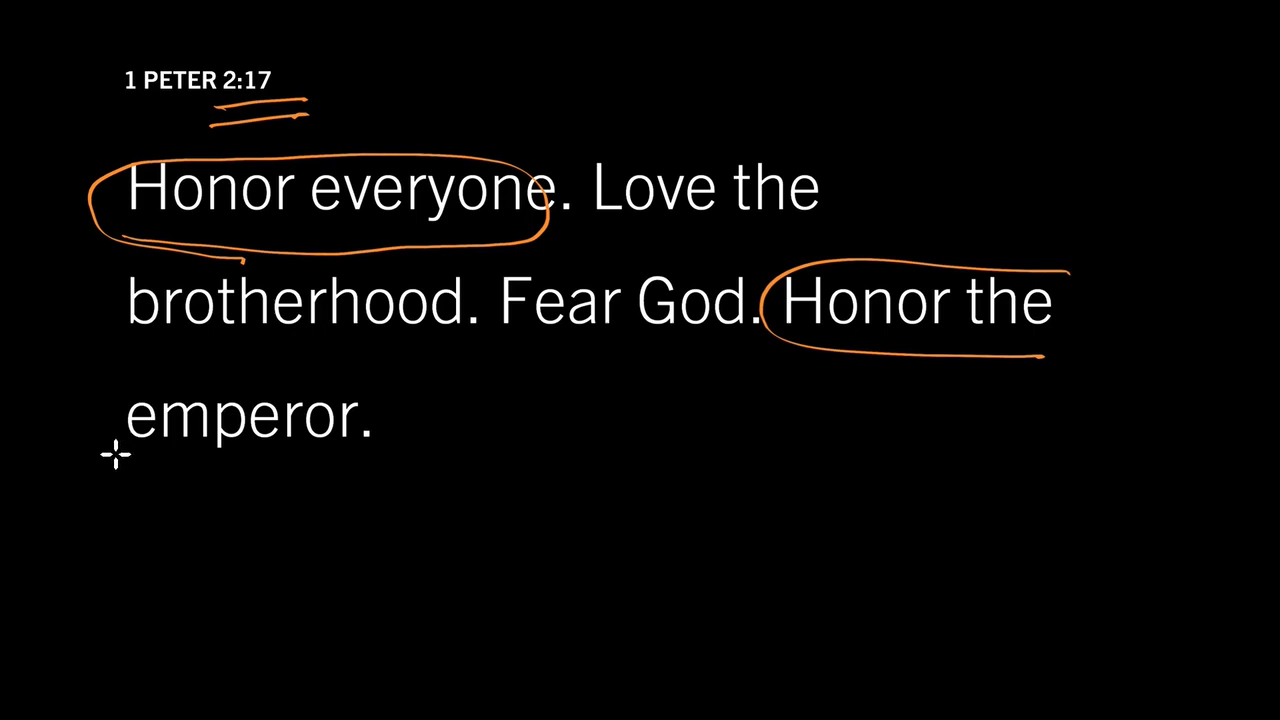 1 PETER 2:17
Honor everyone. Love the
brotherhood. Fear God. Honor the
emperor.